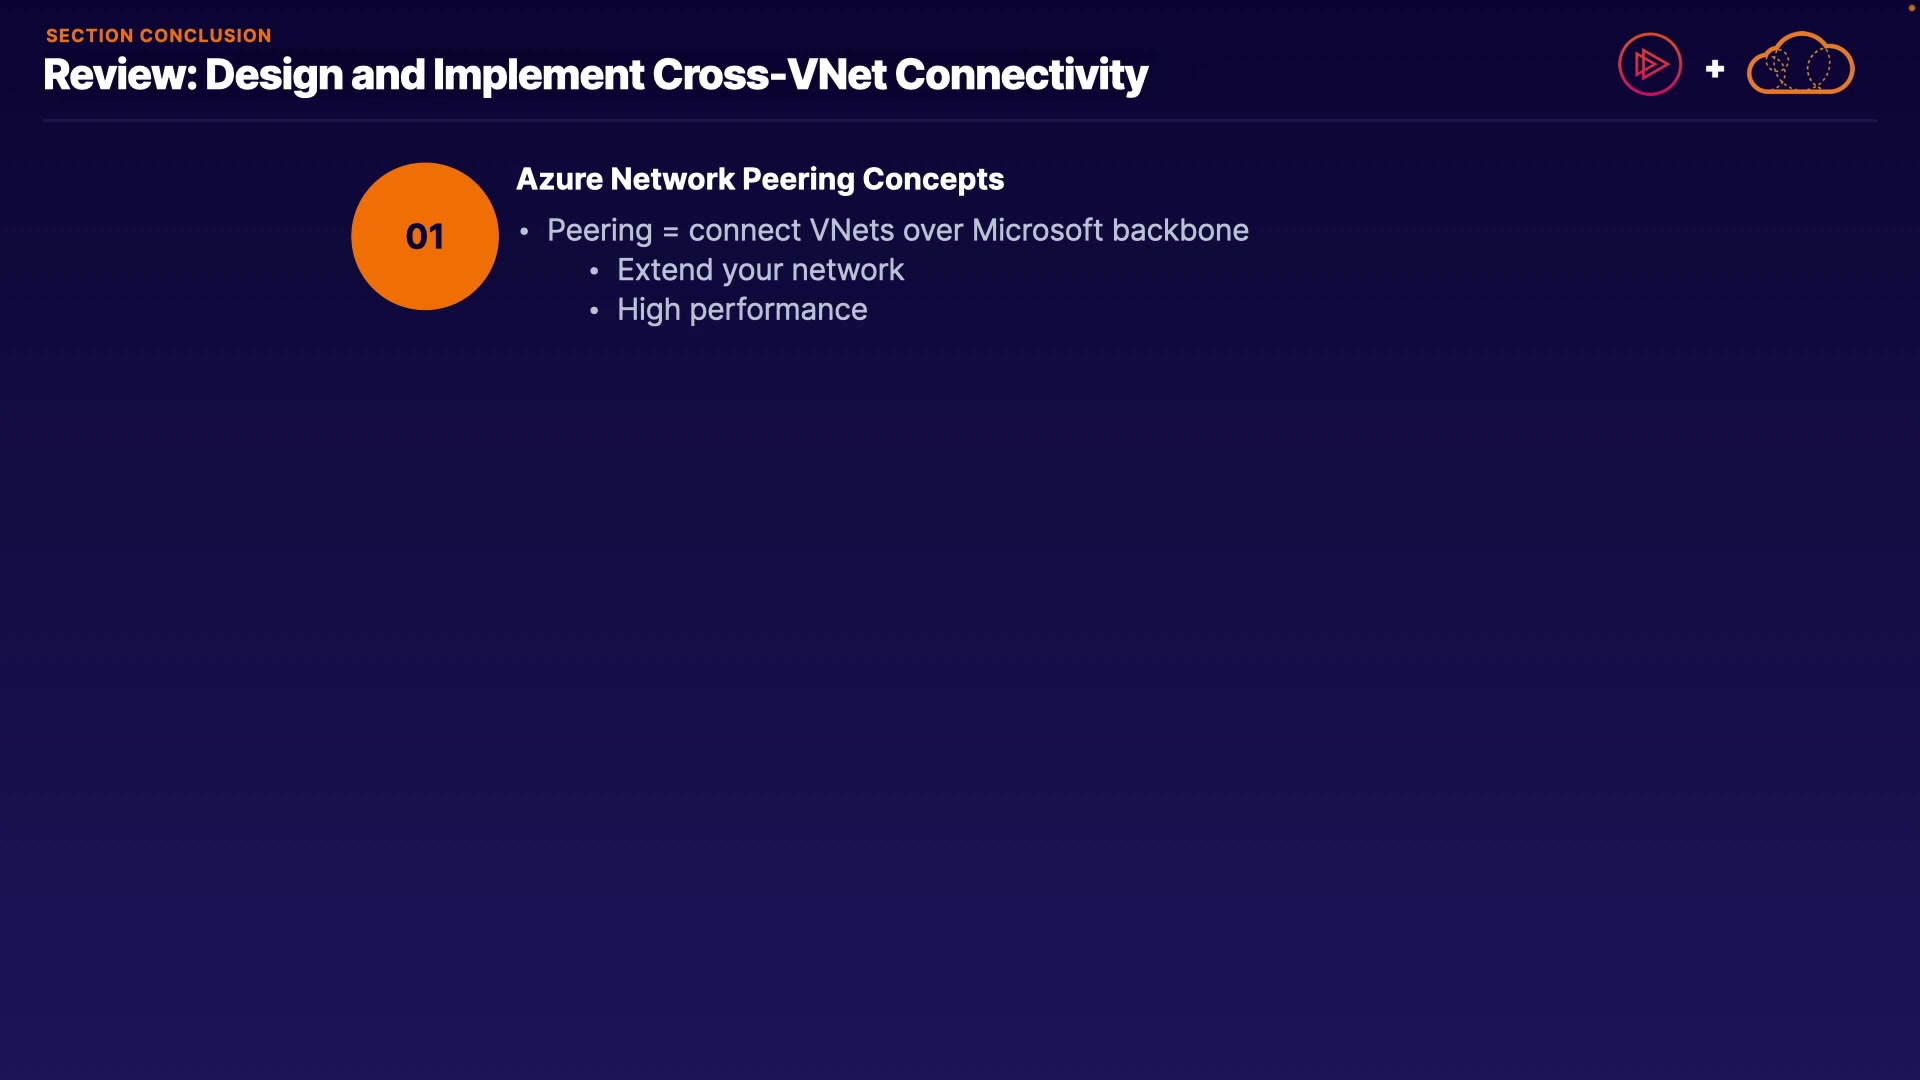 SECTION CONCLUSION
Review: Design and Implement Cross-VNet Connectivity
+
01
Azure Network Peering Concepts
• Peering = connect VNets over Microsoft backbone
• Extend your network
• High performance